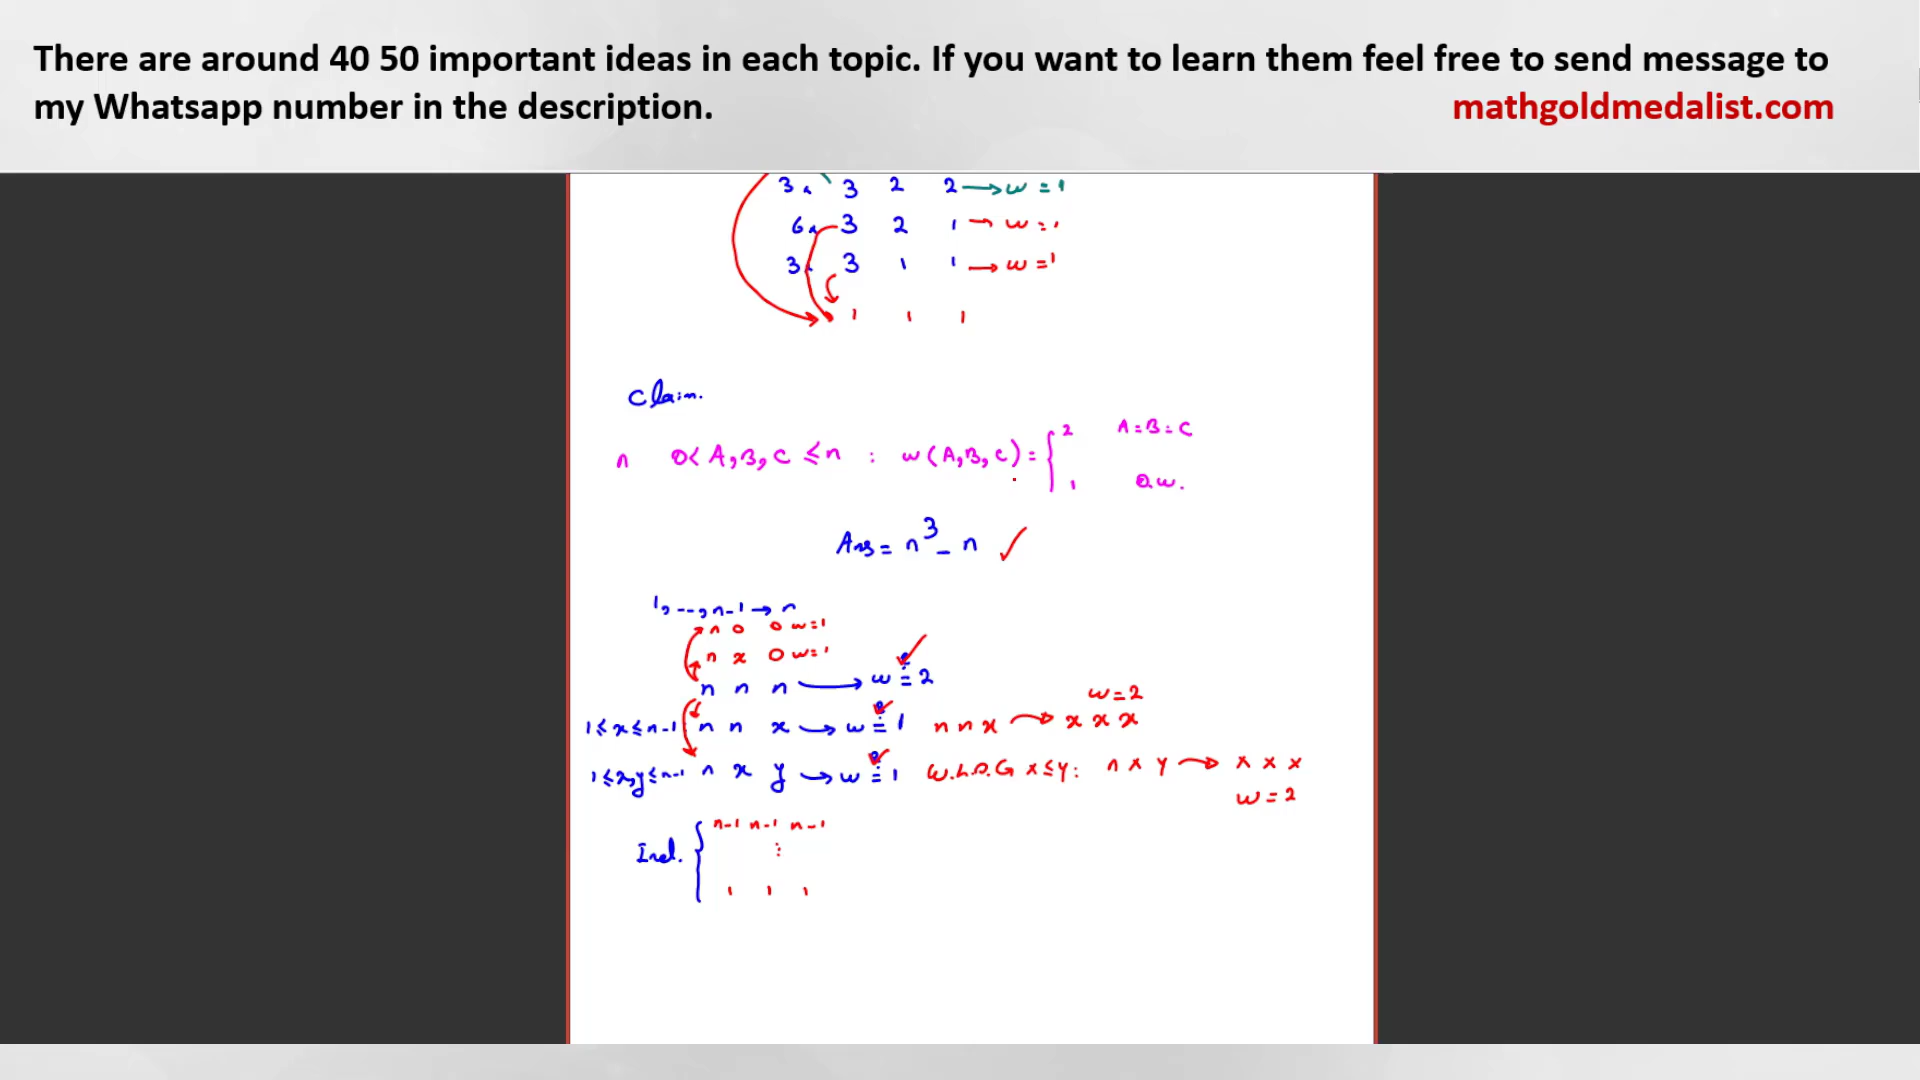 There are around 40 50 important ideas in each topic. If you want to learn them feel free to send message to
my Whatsapp number in the description.
mathgoldmedalist.com
3 3 2 2 → w = 1
6 3 2 1 → w = 1
3 3 1 1 → w = 1
1 1 1
Claim.
n 0< A, B, C ≤ n : w(A, B, C) = { 2 A = B = C
1 O.W.
Ans = n³ - n ✓
1, --, n-1 → n
n 0 0 w=1
n x 0 w=1
n n n → w = 2
w=2
1≤x≤n-1 n n x → w = 1 n n x → x x x
1≤x,y≤n-1 n x y → w = 1 W.L.O.G x≤y: n x y → x x x
w=2
n-1 n-1 n-1
Ind. { ⋮
1 1 1